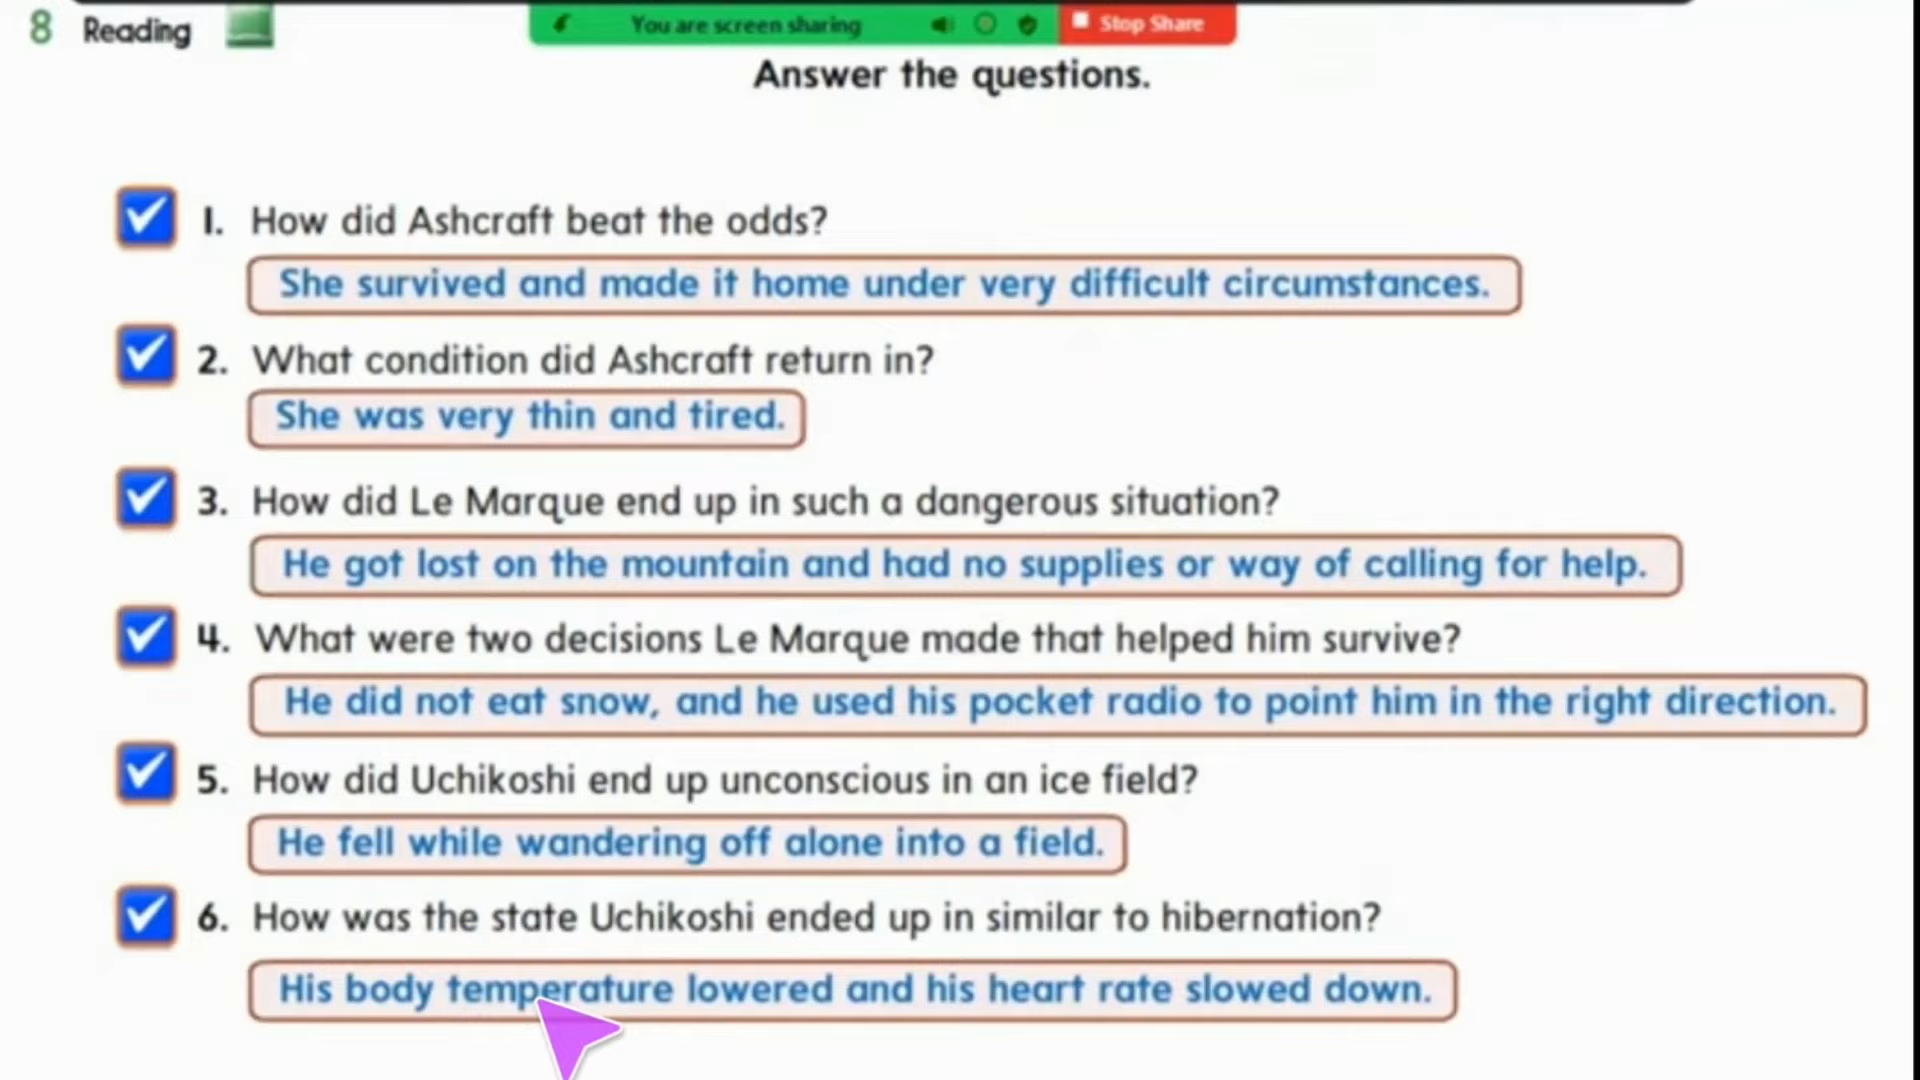 8 Reading
You are screen sharing
Stop Share
Answer the questions.
1. How did Ashcraft beat the odds?
She survived and made it home under very difficult circumstances.
2. What condition did Ashcraft return in?
She was very thin and tired.
3. How did Le Marque end up in such a dangerous situation?
He got lost on the mountain and had no supplies or way of calling for help.
4. What were two decisions Le Marque made that helped him survive?
He did not eat snow, and he used his pocket radio to point him in the right direction.
5. How did Uchikoshi end up unconscious in an ice field?
He fell while wandering off alone into a field.
6. How was the state Uchikoshi ended up in similar to hibernation?
His body temperature lowered and his heart rate slowed down.